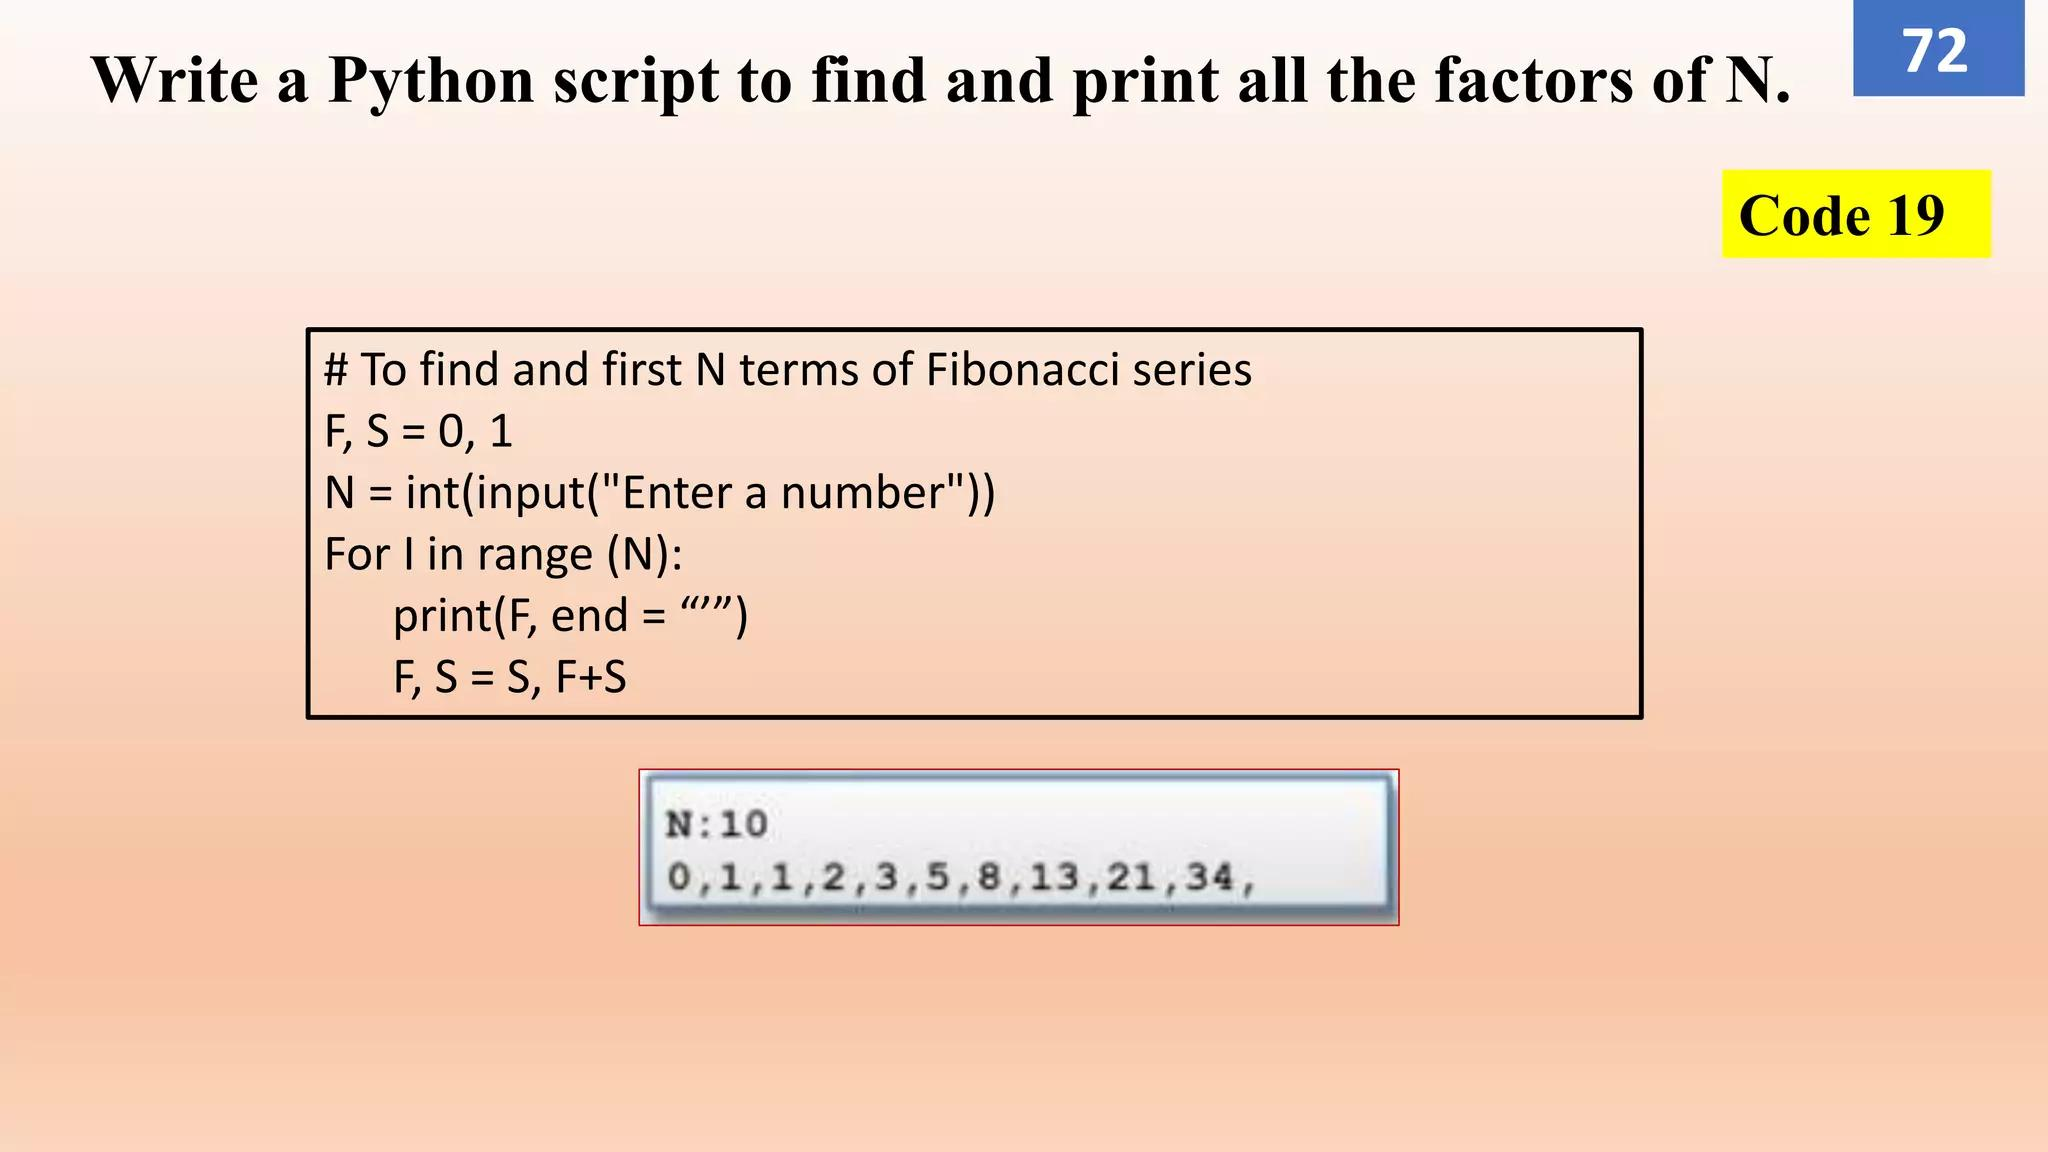 72
Write a Python script to find and print all the factors of N.
Code 19
# To find and first N terms of Fibonacci series
F, S = 0, 1
N = int(input("Enter a number"))
For I in range (N):
print(F, end = “’”)
F, S = S, F+S
N:10
0,1,1,2,3,5,8,13,21,34,